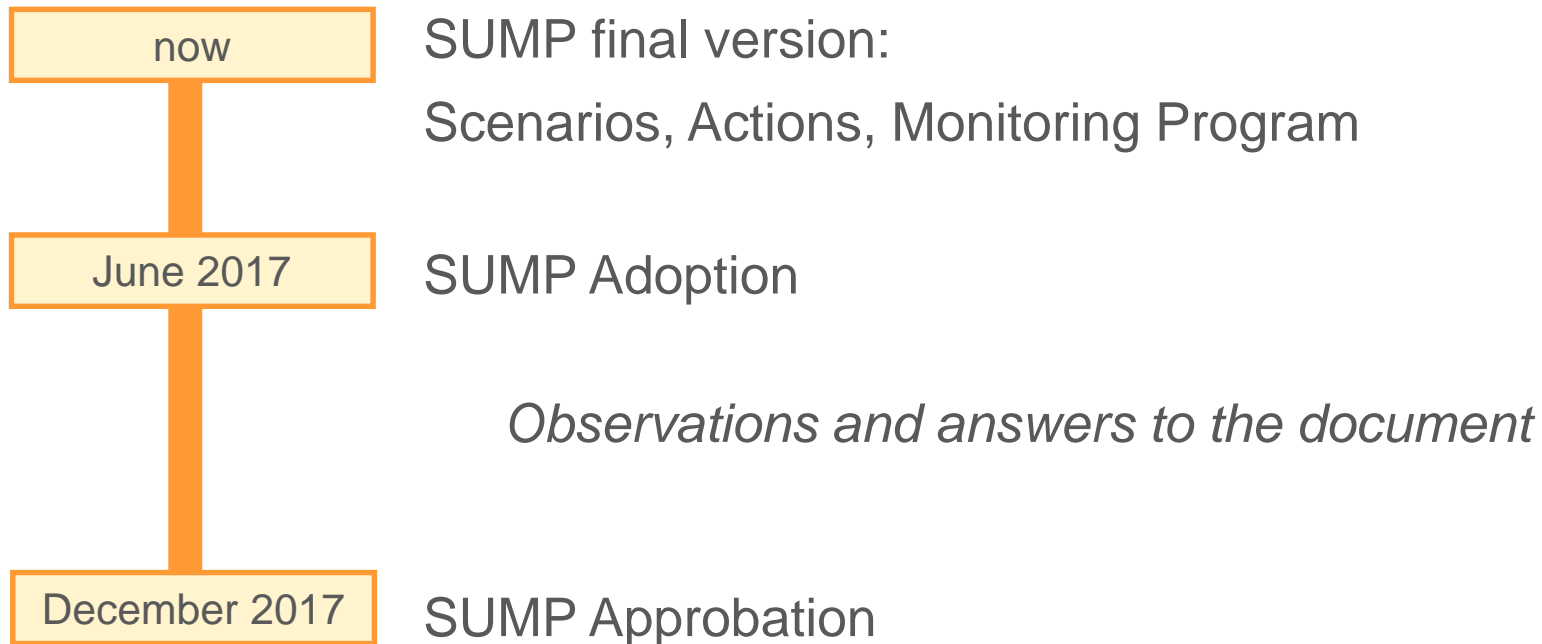 now
SUMP final version:
Scenarios, Actions, Monitoring Program
June 2017
SUMP Adoption
Observations and answers to the document
December 2017
SUMP Approbation